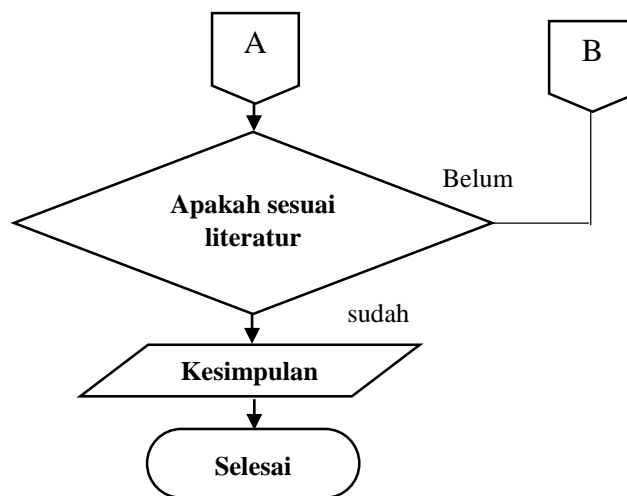 A
B
Belum
Apakah sesuai
literatur
sudah
Kesimpulan
Selesai